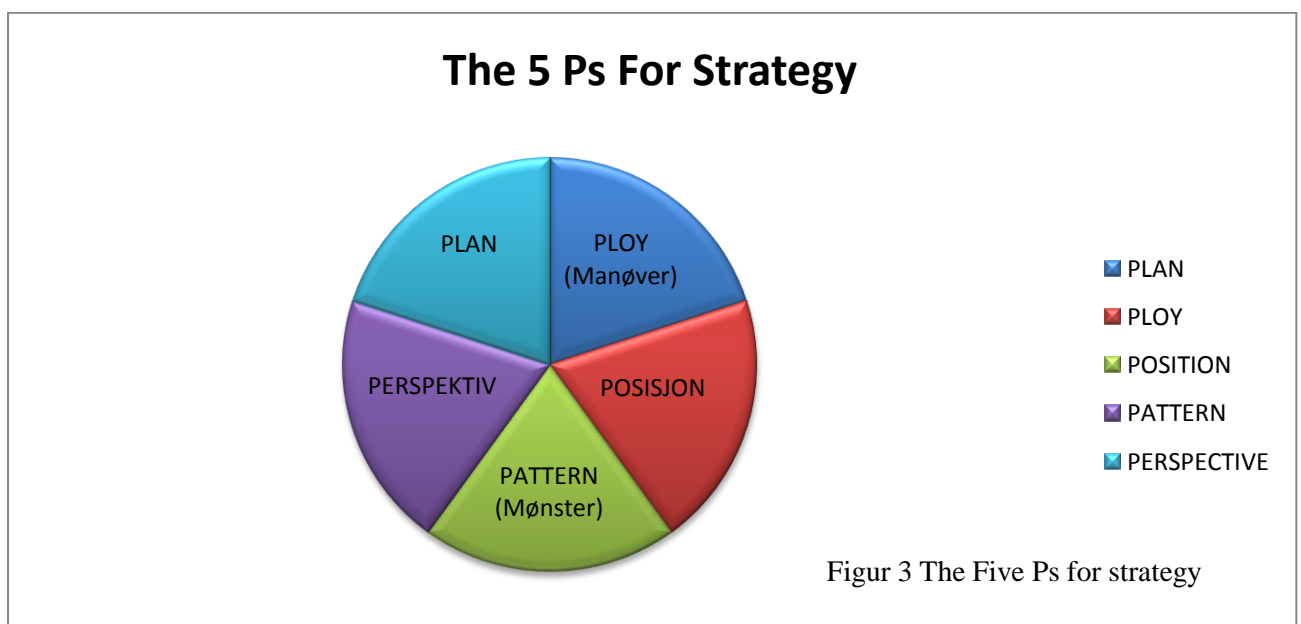 The 5 Ps For Strategy
PLAN
PLOY
(Manøver)
PERSPEKTIV
POSISJON
PATTERN
(Mønster)
PLAN
PLOY
POSITION
PATTERN
PERSPECTIVE
Figur 3 The Five Ps for strategy